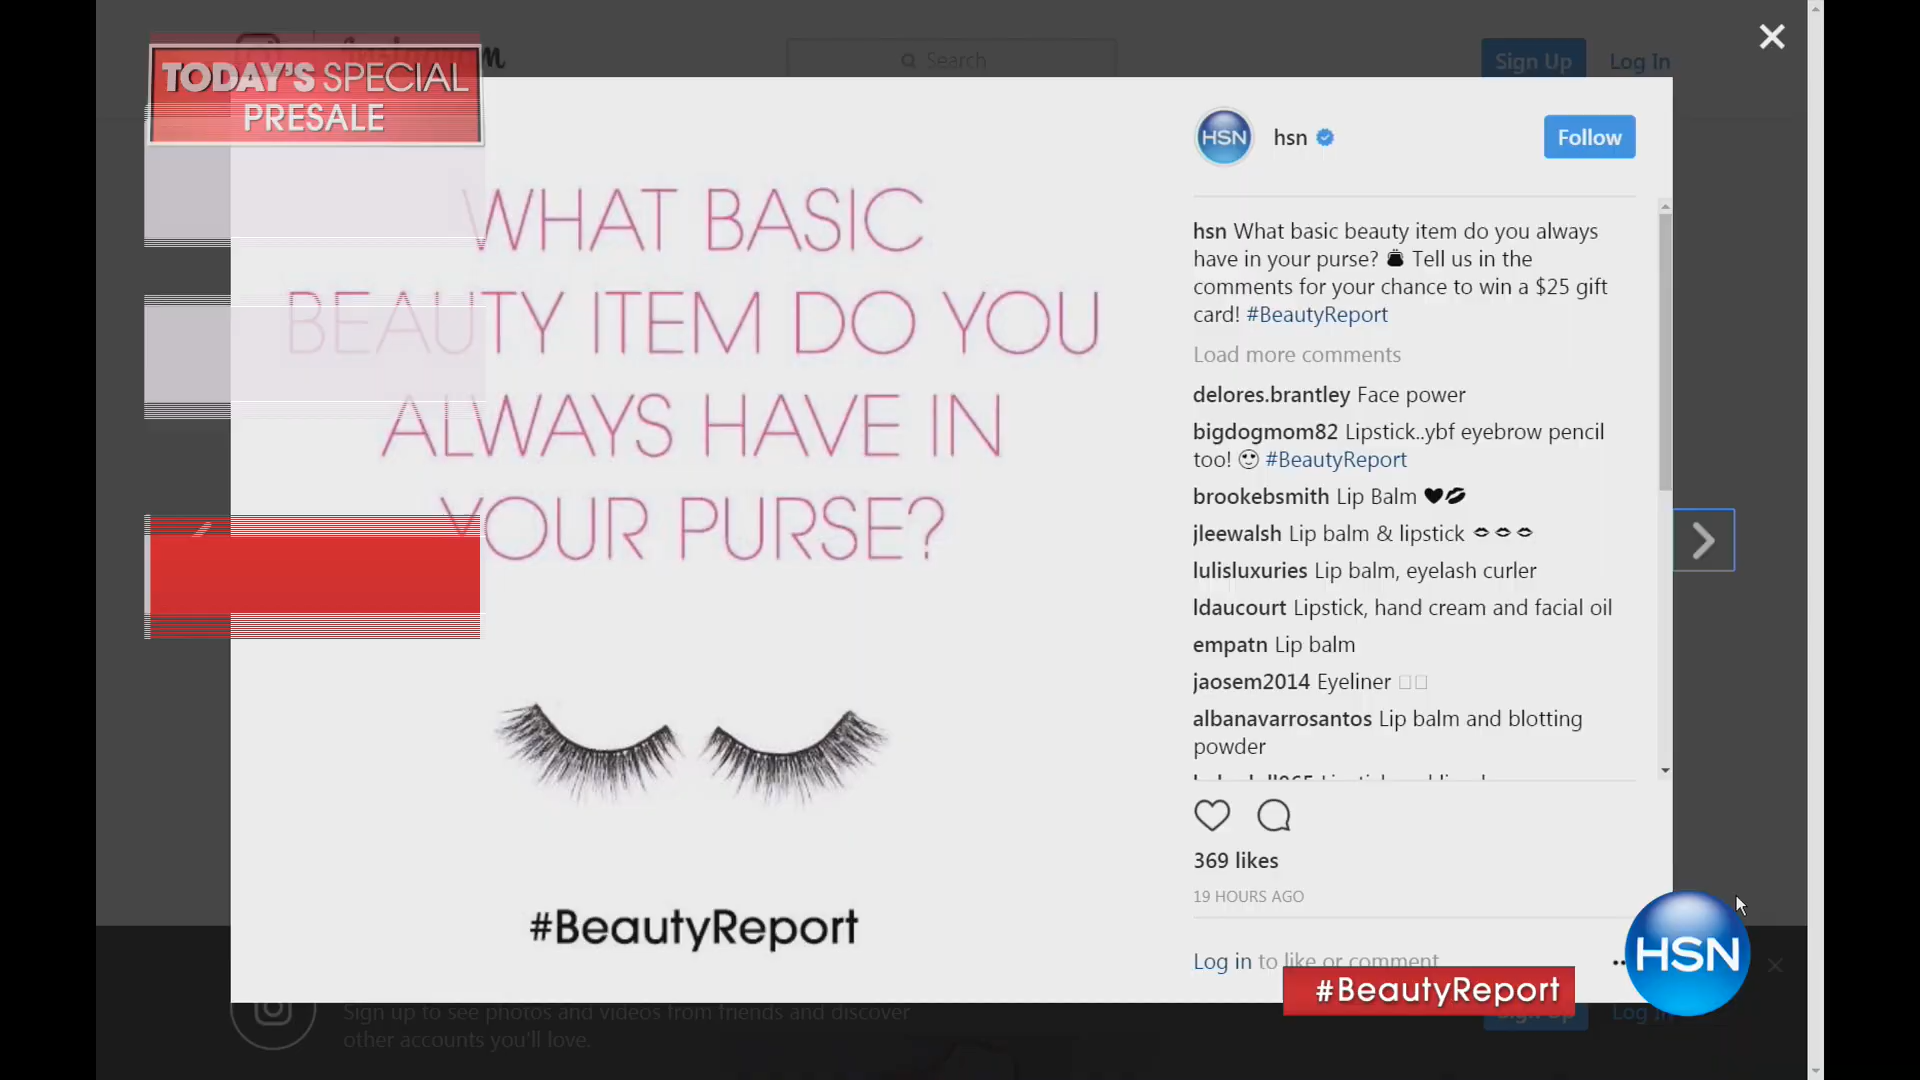 Instagram
Search
Sign Up
Log In
TODAY'S SPECIAL
PRESALE
WHAT BASIC
BEAUTY ITEM DO YOU
ALWAYS HAVE IN
YOUR PURSE?
#BeautyReport
HSN
hsn
Follow
hsn What basic beauty item do you always
have in your purse? 👛 Tell us in the
comments for your chance to win a $25 gift
card! #BeautyReport
Load more comments
delores.brantley Face power
bigdogmom82 Lipstick..ybf eyebrow pencil
too! 🙂 #BeautyReport
brookebsmith Lip Balm ❤💋
jleewalsh Lip balm & lipstick 👄👄👄
lulisluxuries Lip balm, eyelash curler
ldaucourt Lipstick, hand cream and facial oil
empatn Lip balm
jaosem2014 Eyeliner
albanavarrosantos Lip balm and blotting
powder
369 likes
19 HOURS AGO
Log in to like or comment
#BeautyReport
HSN
Sign up to see photos and videos from friends and discover
other accounts you'll love.
Sign Up
Log In